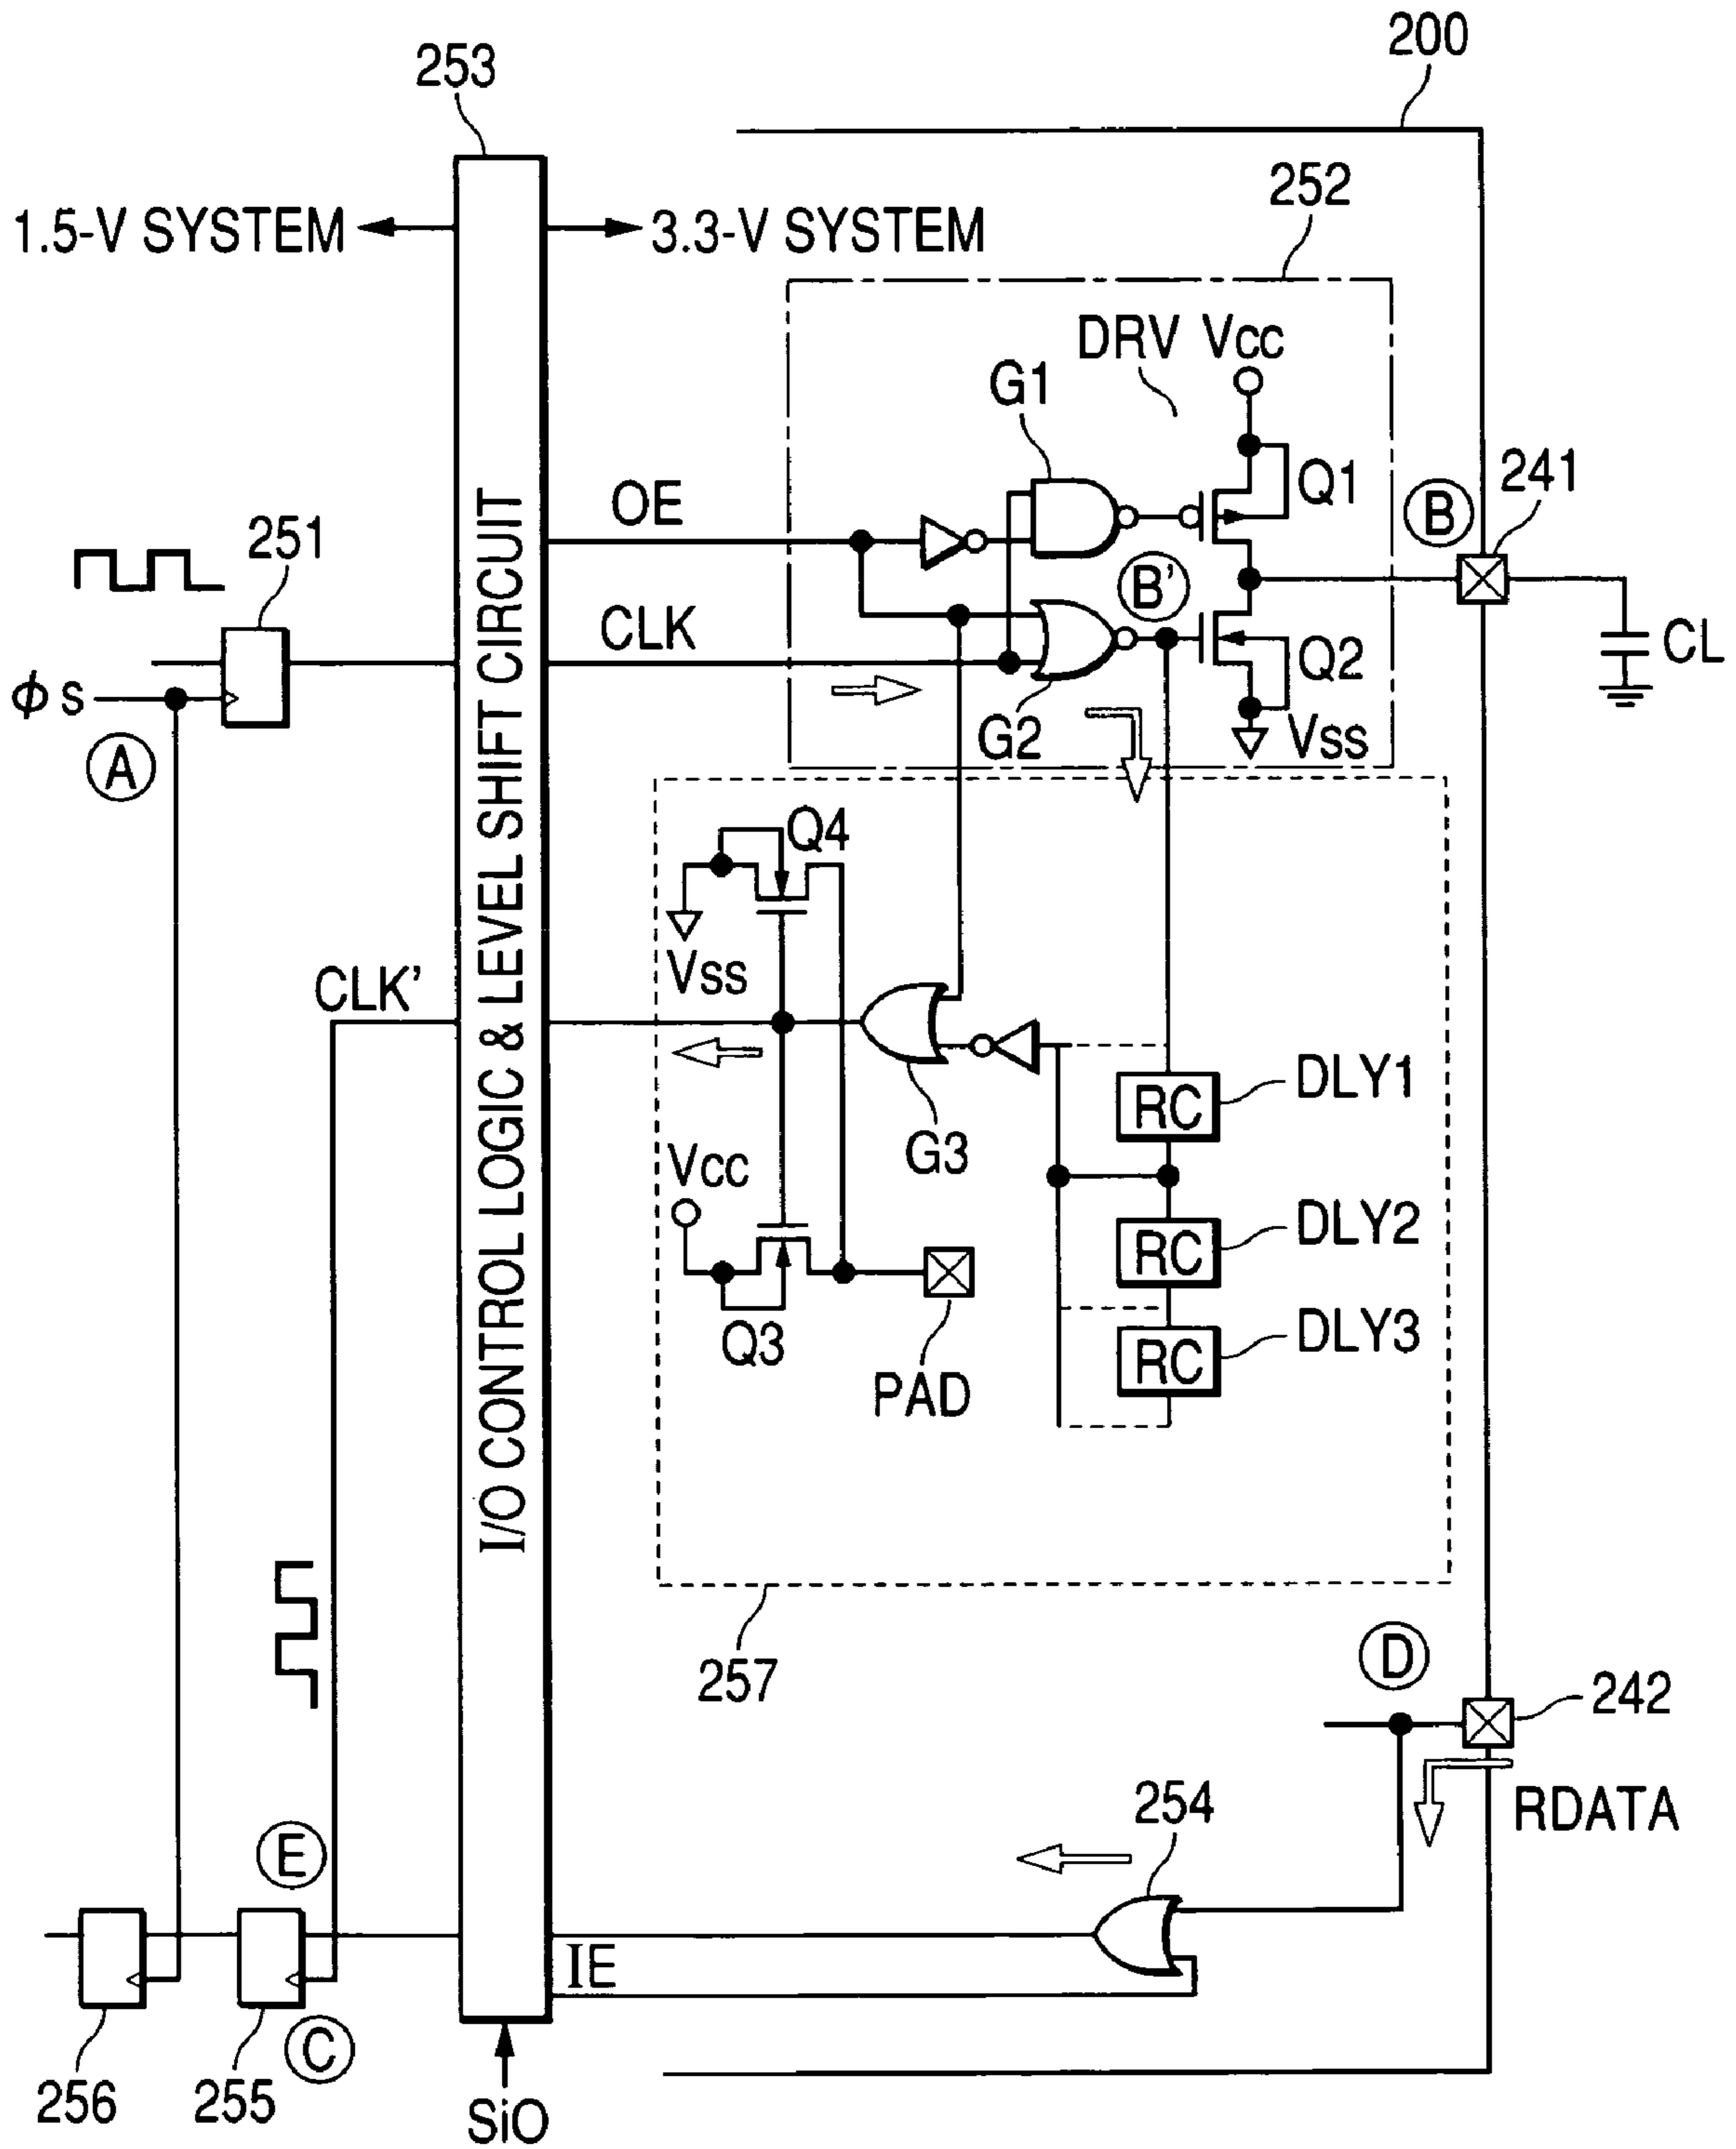 200
253
252
1.5-V SYSTEM
3.3-V SYSTEM
DRV
Vcc
G1
Q1
241
B
OE
251
B'
CLK
Q2
CL
ϕs
G2
Vss
A
I/O CONTROL LOGIC & LEVEL SHIFT CIRCUIT
Q4
Vss
CLK'
RC
DLY1
G3
Vcc
RC
DLY2
RC
DLY3
Q3
PAD
D
257
242
254
RDATA
E
IE
C
256
255
SiO